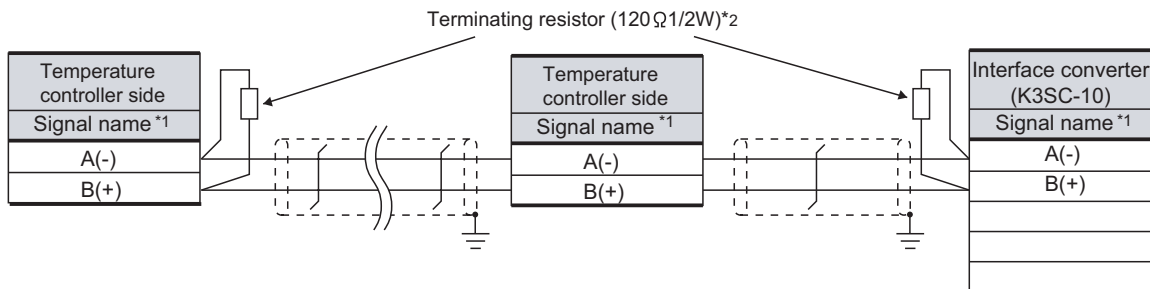 Terminating resistor (120Ω1/2W)*2
Temperature
controller side
Signal name *1
A(-)
B(+)
Temperature
controller side
Signal name *1
A(-)
B(+)
Interface converter
(K3SC-10)
Signal name *1
A(-)
B(+)